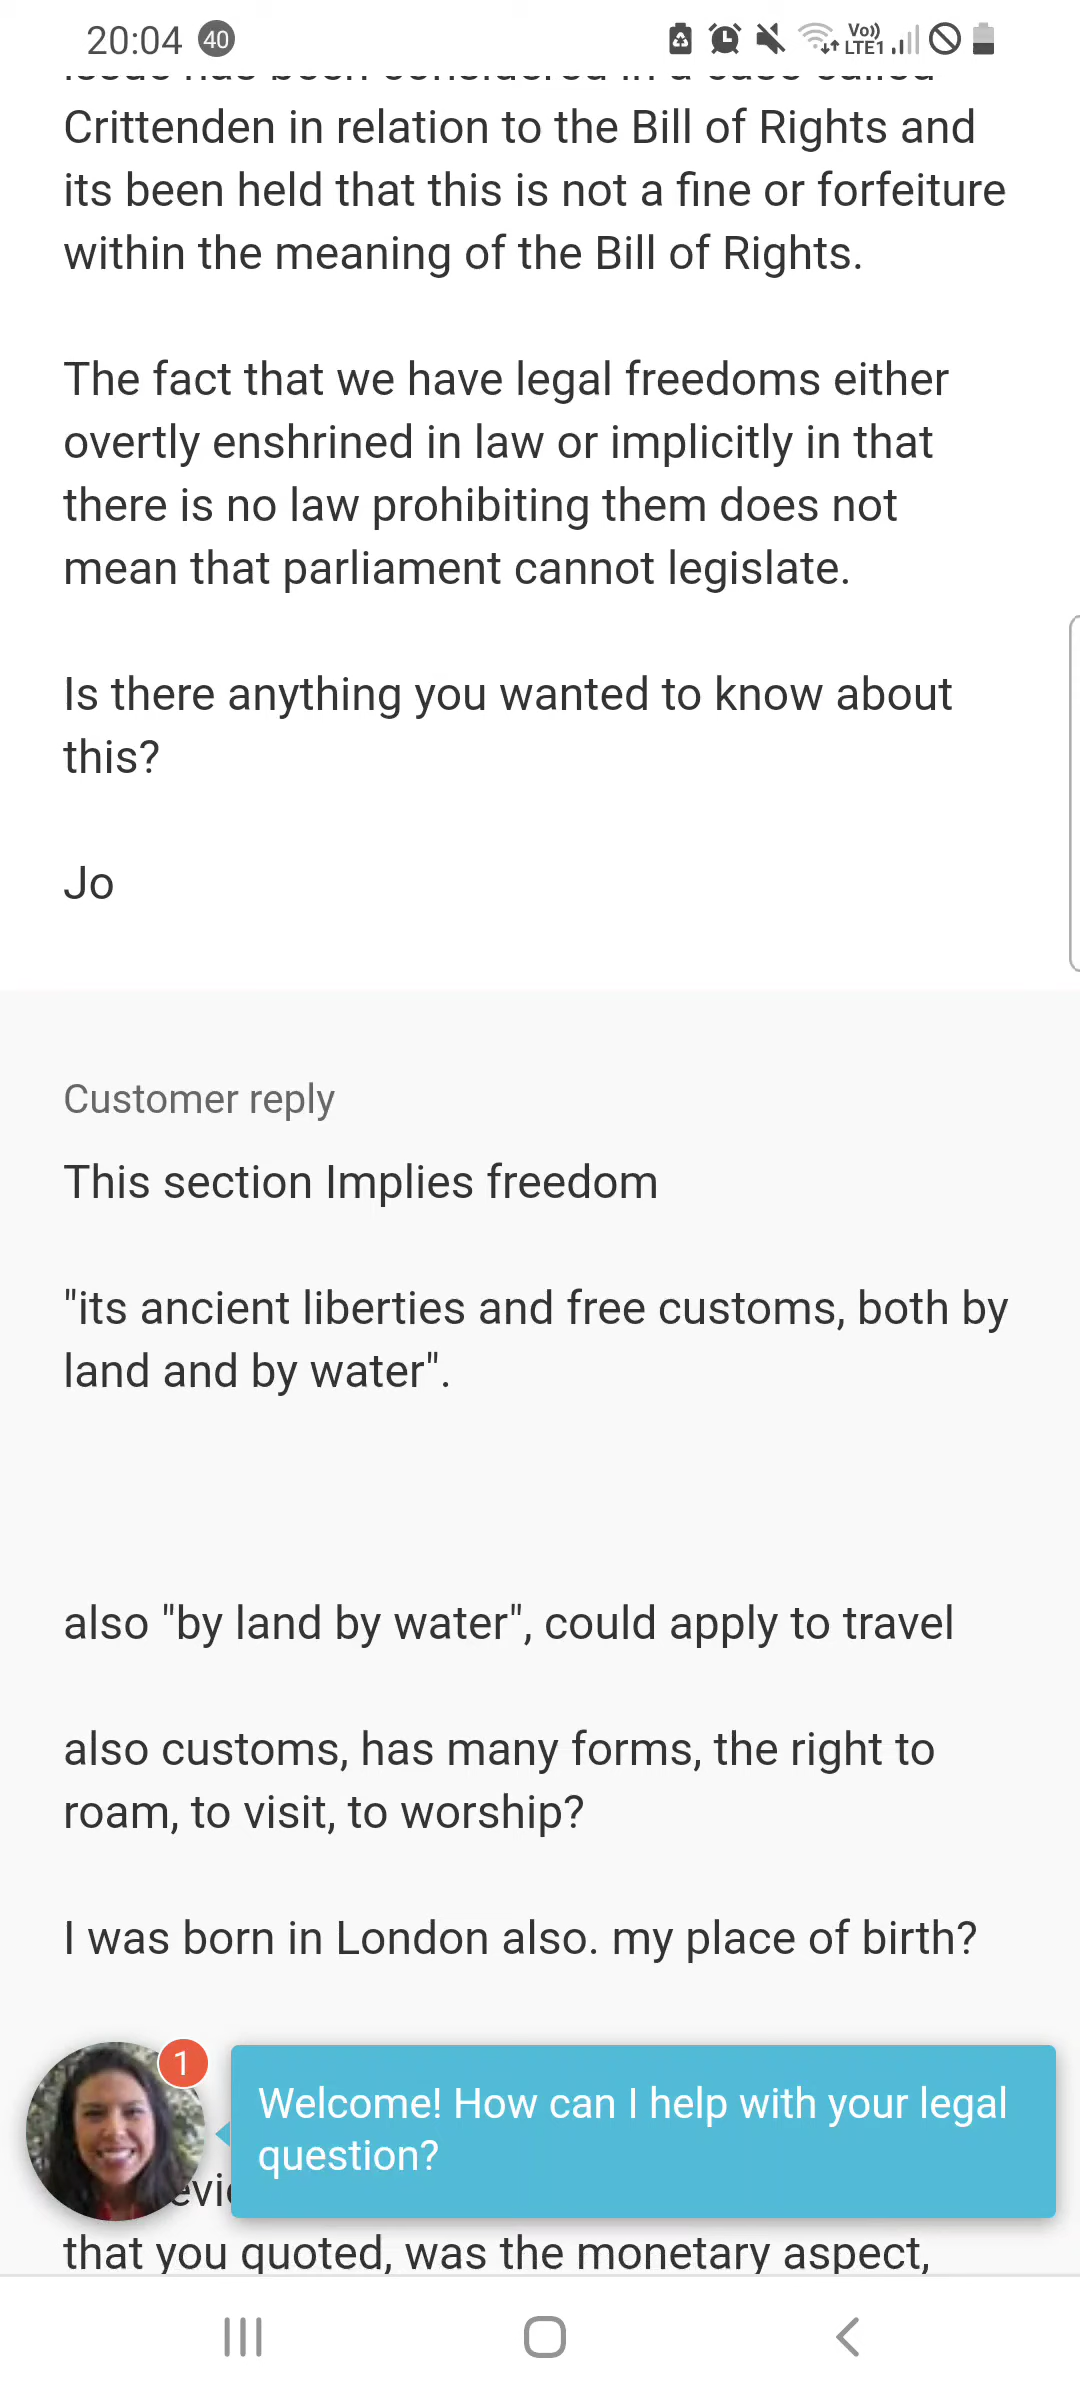 20:04 40 Vo)) LTE1
Crittenden in relation to the Bill of Rights and
its been held that this is not a fine or forfeiture
within the meaning of the Bill of Rights.
The fact that we have legal freedoms either
overtly enshrined in law or implicitly in that
there is no law prohibiting them does not
mean that parliament cannot legislate.
Is there anything you wanted to know about
this?
Jo
Customer reply
This section Implies freedom
"its ancient liberties and free customs, both by
land and by water".
also "by land by water", could apply to travel
also customs, has many forms, the right to
roam, to visit, to worship?
I was born in London also. my place of birth?
1
Welcome! How can I help with your legal
question?
that you quoted, was the monetary aspect,